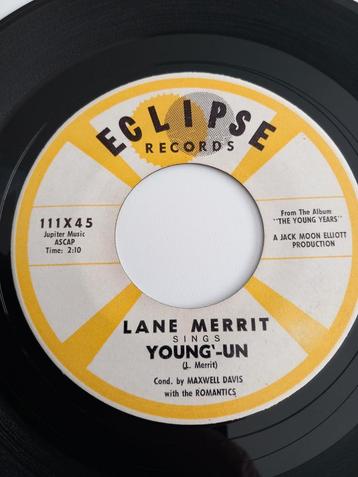 ECLIPSE
RECORDS
111X45
Jupiter Music
ASCAP
Time: 2:10
From The Album
"THE YOUNG YEARS"
A JACK MOON ELLIOTT
PRODUCTION
LANE MERRIT
SINGS
YOUNG'-UN
(L. Merrit)
Cond. by MAXWELL DAVIS
with the ROMANTICS